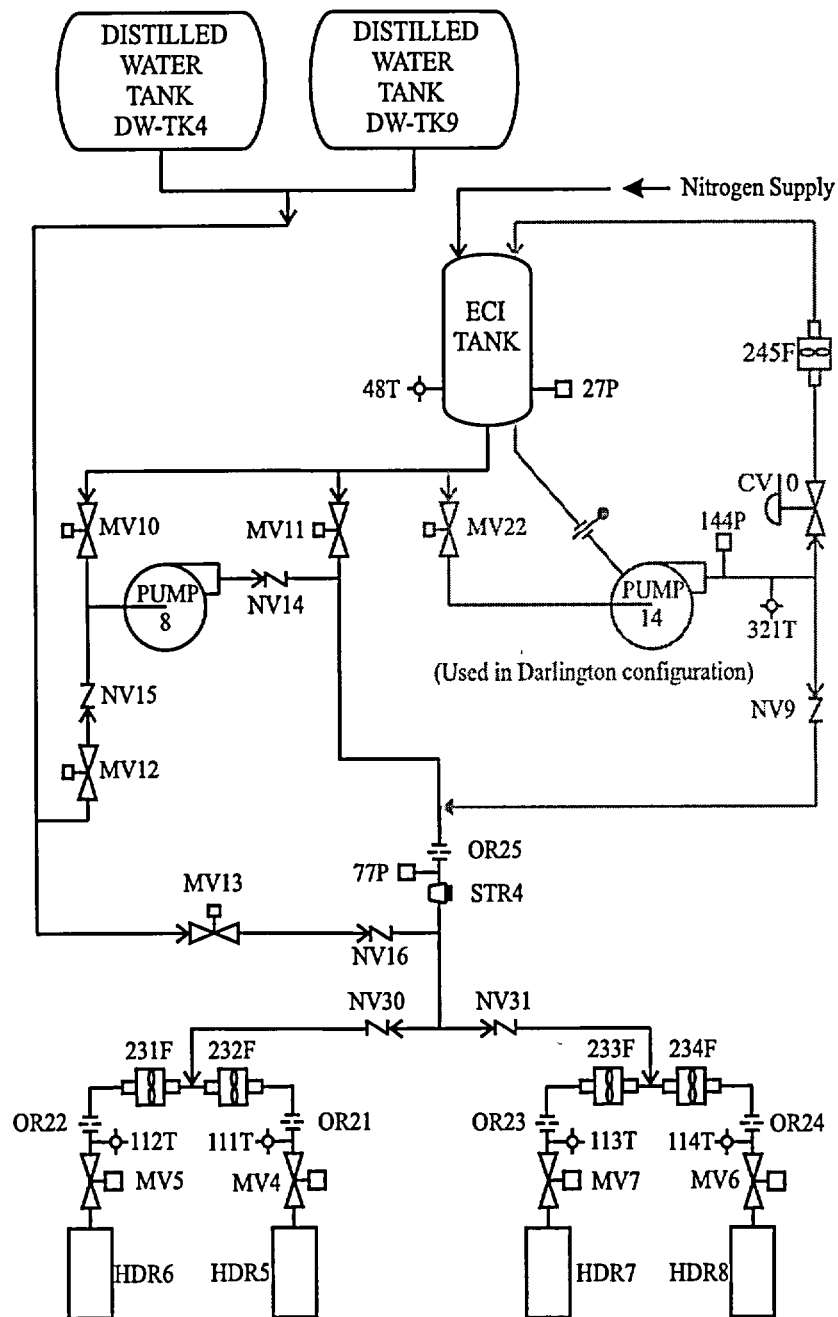 DISTILLED
WATER
TANK
DW-TK4
DISTILLED
WATER
TANK
DW-TK9
Nitrogen Supply
ECI
TANK
245F
48T
27P
CV10
MV10
MV11
MV22
144P
PUMP
8
NV14
PUMP
14
321T
(Used in Darlington configuration)
NV15
NV9
MV12
OR25
77P
STR4
MV13
NV16
NV30
NV31
231F
232F
233F
234F
OR22
OR21
OR23
OR24
112T
111T
113T
114T
MV5
MV4
MV7
MV6
HDR6
HDR5
HDR7
HDR8